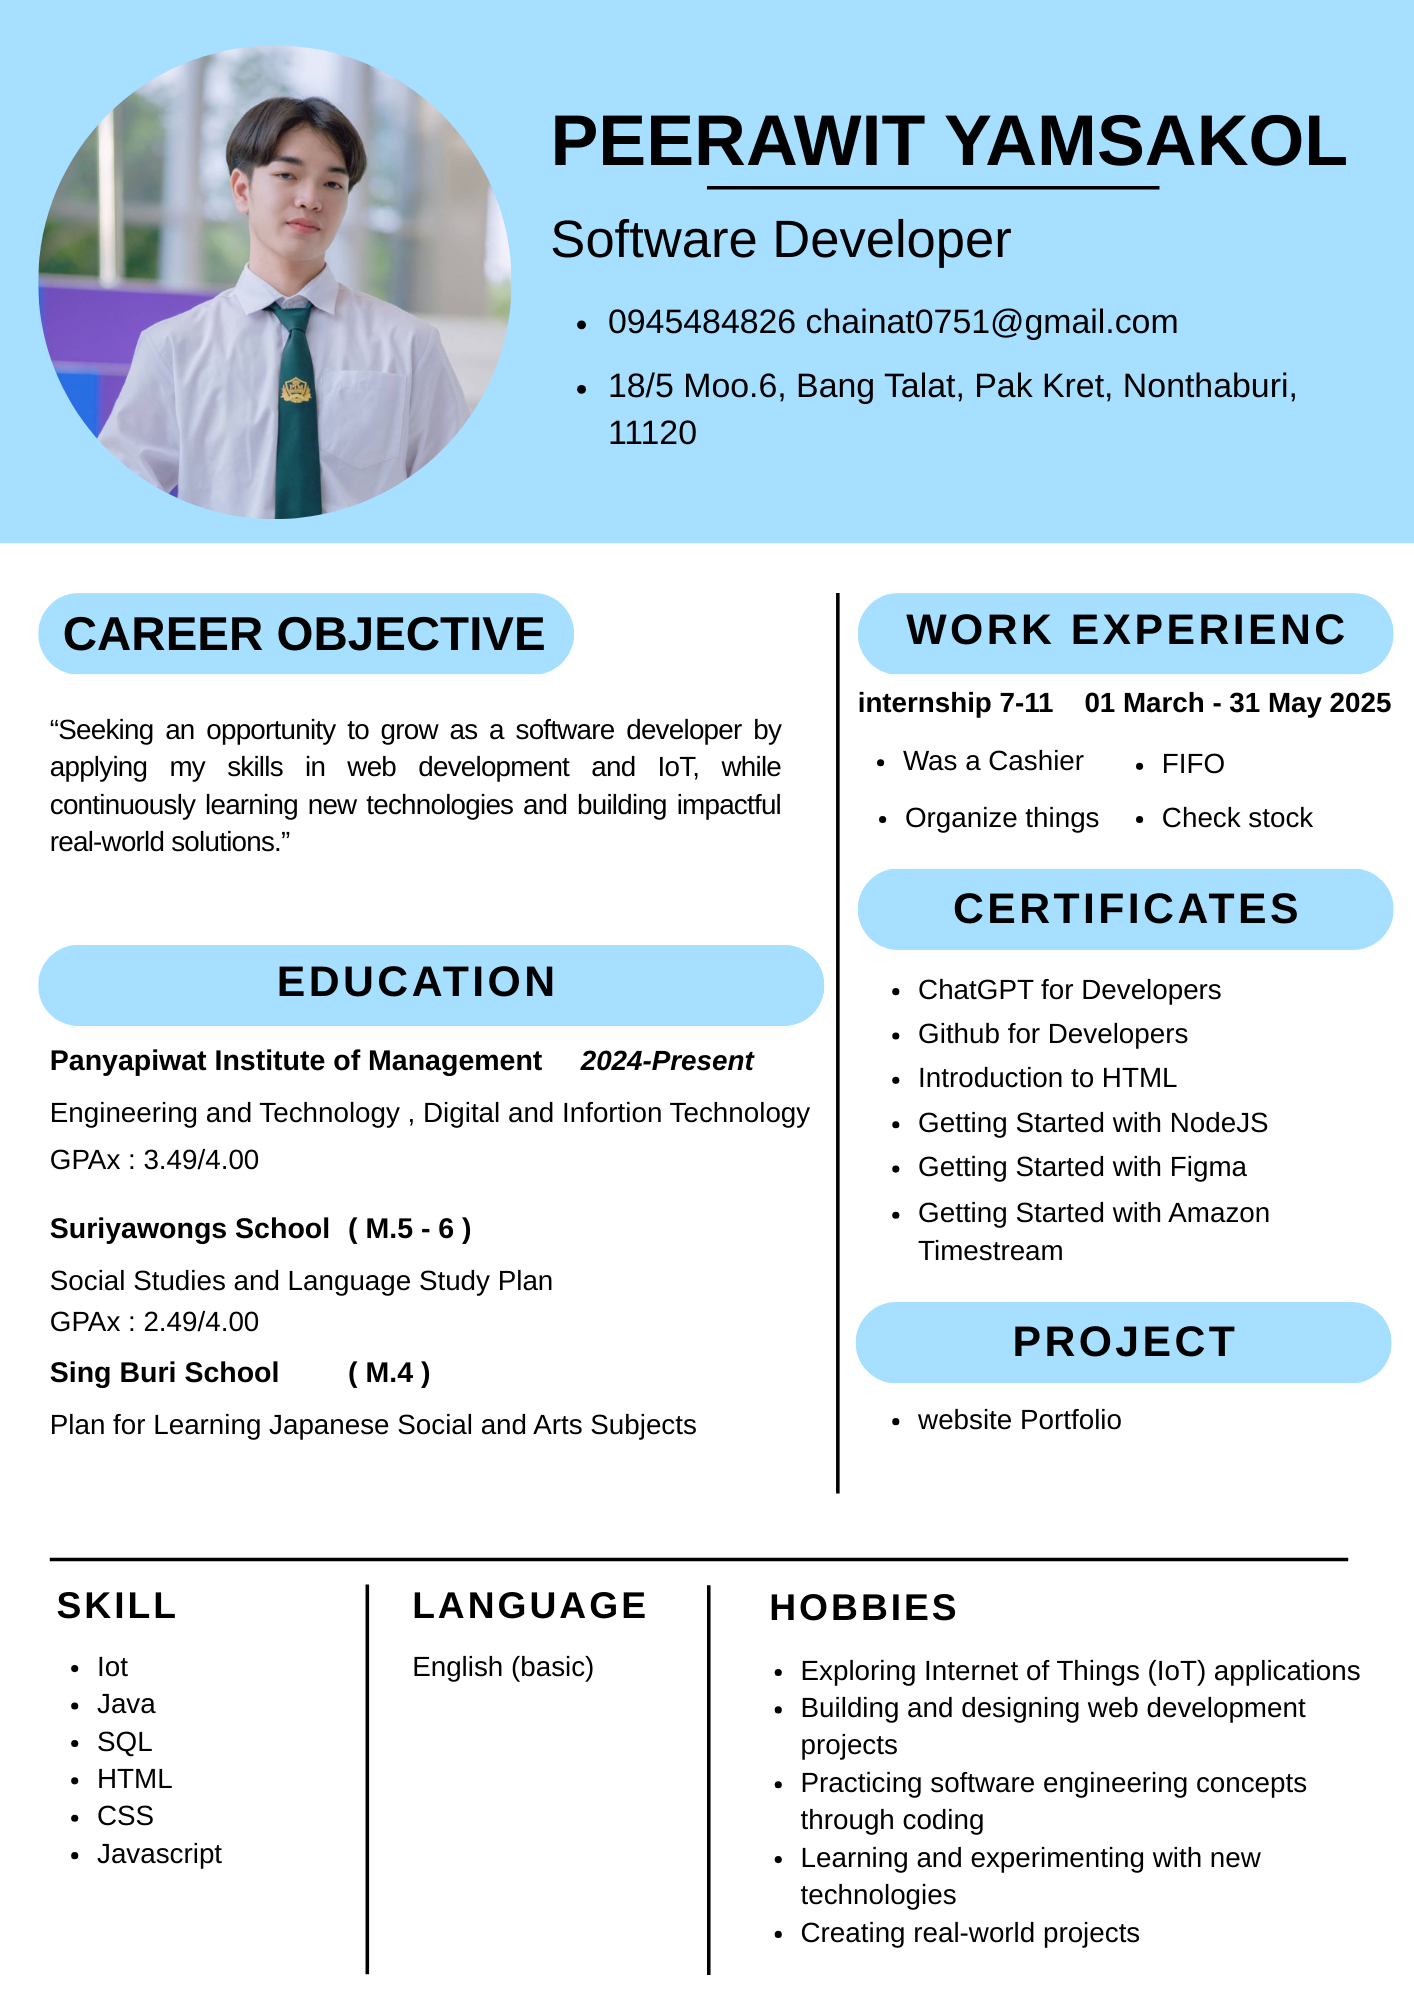 PEERAWIT YAMSAKOL
Software Developer
• 0945484826 chainat0751@gmail.com
• 18/5 Moo.6, Bang Talat, Pak Kret, Nonthaburi,
11120
CAREER OBJECTIVE
“Seeking an opportunity to grow as a software developer by
applying my skills in web development and IoT, while
continuously learning new technologies and building impactful
real-world solutions.”
EDUCATION
Panyapiwat Institute of Management 2024-Present
Engineering and Technology , Digital and Infortion Technology
GPAx : 3.49/4.00
Suriyawongs School ( M.5 - 6 )
Social Studies and Language Study Plan
GPAx : 2.49/4.00
Sing Buri School ( M.4 )
Plan for Learning Japanese Social and Arts Subjects
WORK EXPERIENC
internship 7-11 01 March - 31 May 2025
• Was a Cashier • FIFO
• Organize things • Check stock
CERTIFICATES
• ChatGPT for Developers
• Github for Developers
• Introduction to HTML
• Getting Started with NodeJS
• Getting Started with Figma
• Getting Started with Amazon
Timestream
PROJECT
• website Portfolio
SKILL
• Iot
• Java
• SQL
• HTML
• CSS
• Javascript
LANGUAGE
English (basic)
HOBBIES
• Exploring Internet of Things (IoT) applications
• Building and designing web development
projects
• Practicing software engineering concepts
through coding
• Learning and experimenting with new
technologies
• Creating real-world projects